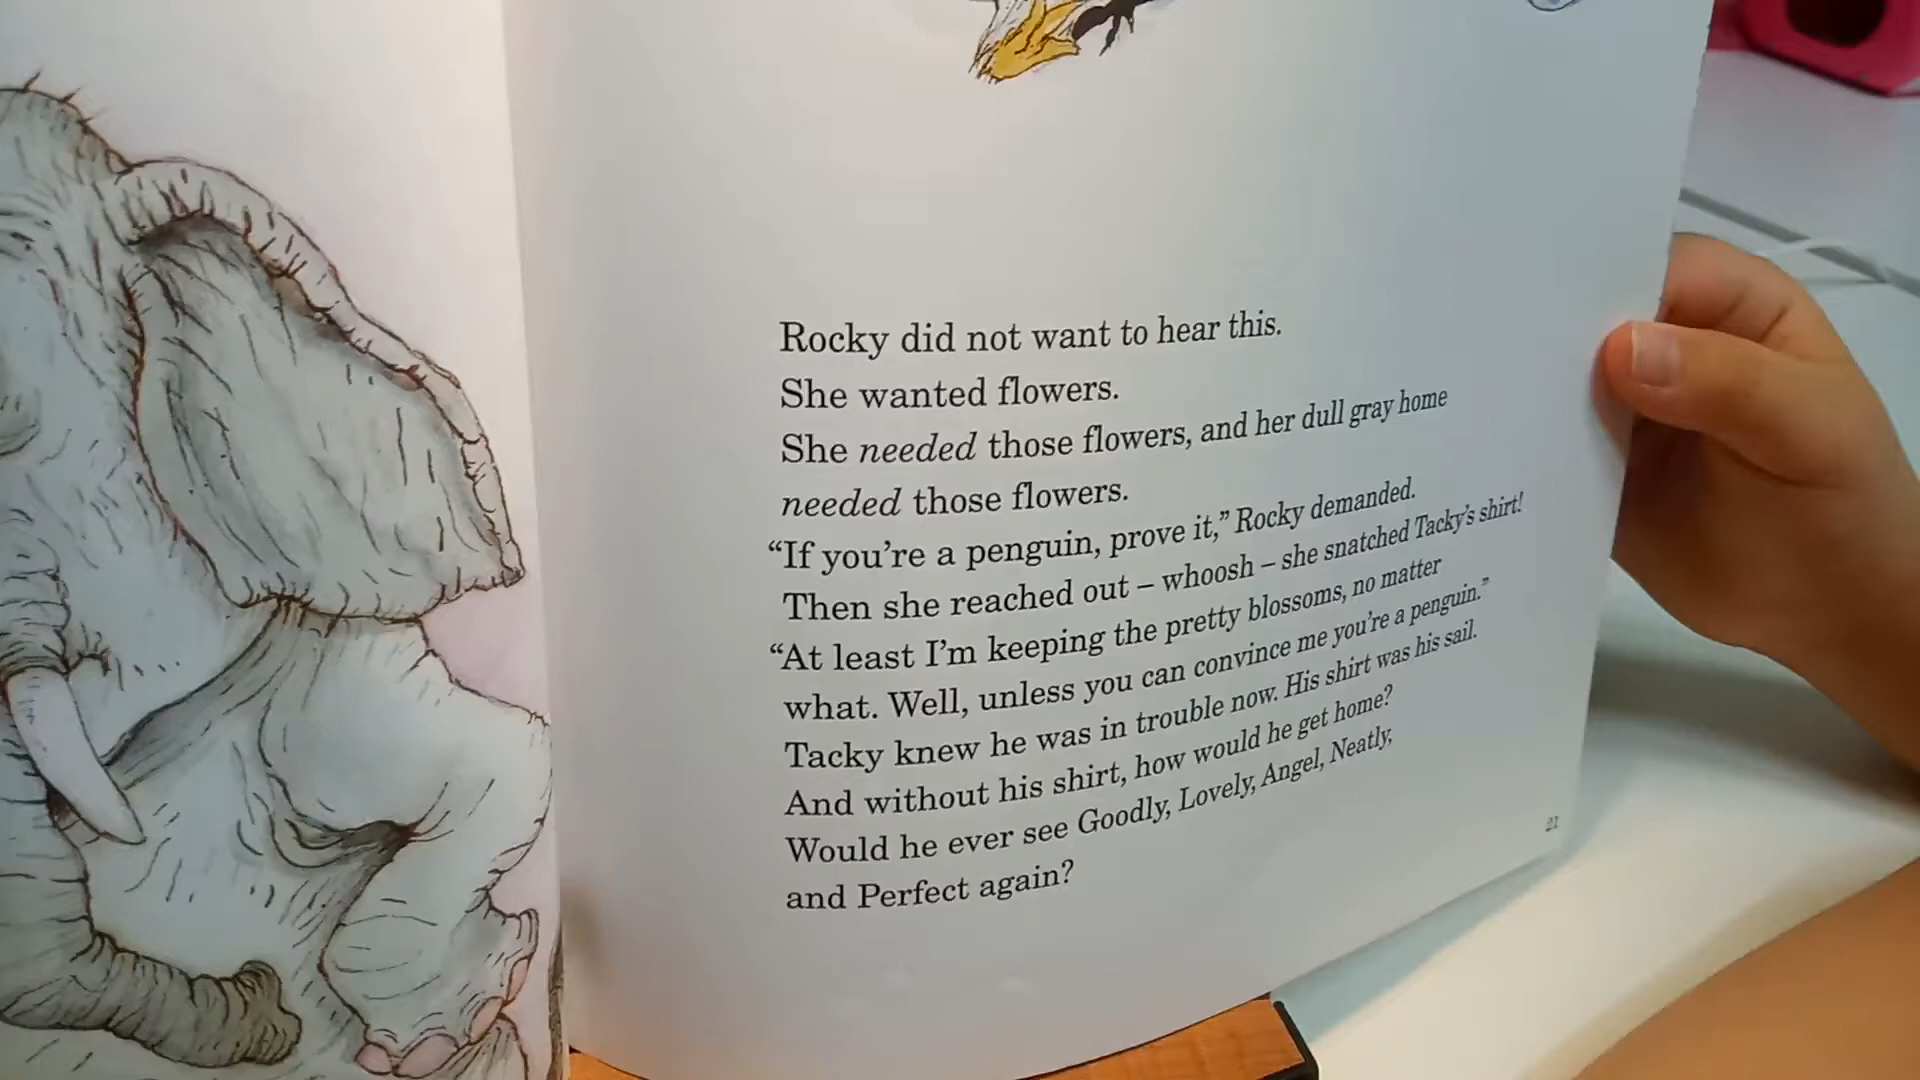 Rocky did not want to hear this.
She wanted flowers.
She needed those flowers, and her dull gray home
needed those flowers.
“If you’re a penguin, prove it,” Rocky demanded.
Then she reached out – whoosh – she snatched Tacky’s shirt!
“At least I’m keeping the pretty blossoms, no matter
what. Well, unless you can convince me you’re a penguin.”
Tacky knew he was in trouble now. His shirt was his sail.
And without his shirt, how would he get home?
Would he ever see Goodly, Lovely, Angel, Neatly,
and Perfect again?
21